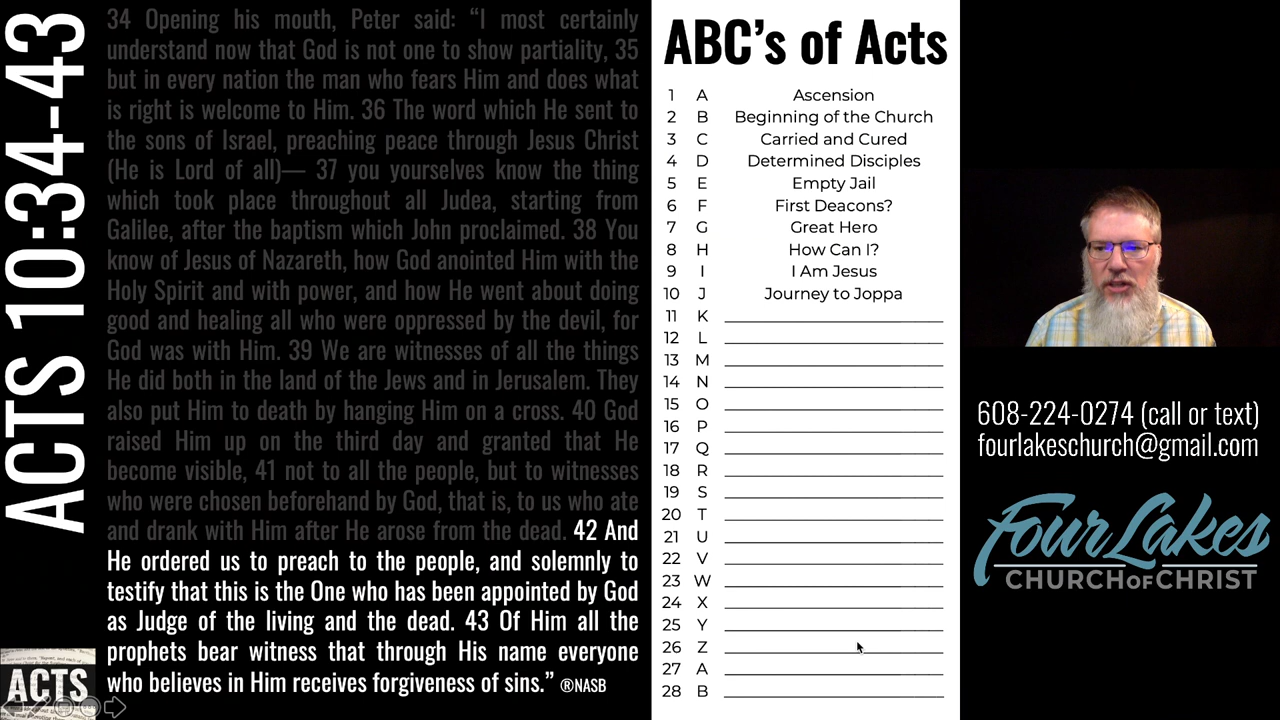 ACTS 10:34-43
34 Opening his mouth, Peter said: “I most certainly
understand now that God is not one to show partiality, 35
but in every nation the man who fears Him and does what
is right is welcome to Him. 36 The word which He sent to
the sons of Israel, preaching peace through Jesus Christ
(He is Lord of all)— 37 you yourselves know the thing
which took place throughout all Judea, starting from
Galilee, after the baptism which John proclaimed. 38 You
know of Jesus of Nazareth, how God anointed Him with the
Holy Spirit and with power, and how He went about doing
good and healing all who were oppressed by the devil, for
God was with Him. 39 We are witnesses of all the things
He did both in the land of the Jews and in Jerusalem. They
also put Him to death by hanging Him on a cross. 40 God
raised Him up on the third day and granted that He
become visible, 41 not to all the people, but to witnesses
who were chosen beforehand by God, that is, to us who ate
and drank with Him after He arose from the dead. 42 And
He ordered us to preach to the people, and solemnly to
testify that this is the One who has been appointed by God
as Judge of the living and the dead. 43 Of Him all the
prophets bear witness that through His name everyone
who believes in Him receives forgiveness of sins.” ®NASB
ACTS
ABC’s of Acts
1 A Ascension
2 B Beginning of the Church
3 C Carried and Cured
4 D Determined Disciples
5 E Empty Jail
6 F First Deacons?
7 G Great Hero
8 H How Can I?
9 I I Am Jesus
10 J Journey to Joppa
11 K
12 L
13 M
14 N
15 O
16 P
17 Q
18 R
19 S
20 T
21 U
22 V
23 W
24 X
25 Y
26 Z
27 A
28 B
608-224-0274 (call or text)
fourlakeschurch@gmail.com
Four Lakes
CHURCH OF CHRIST